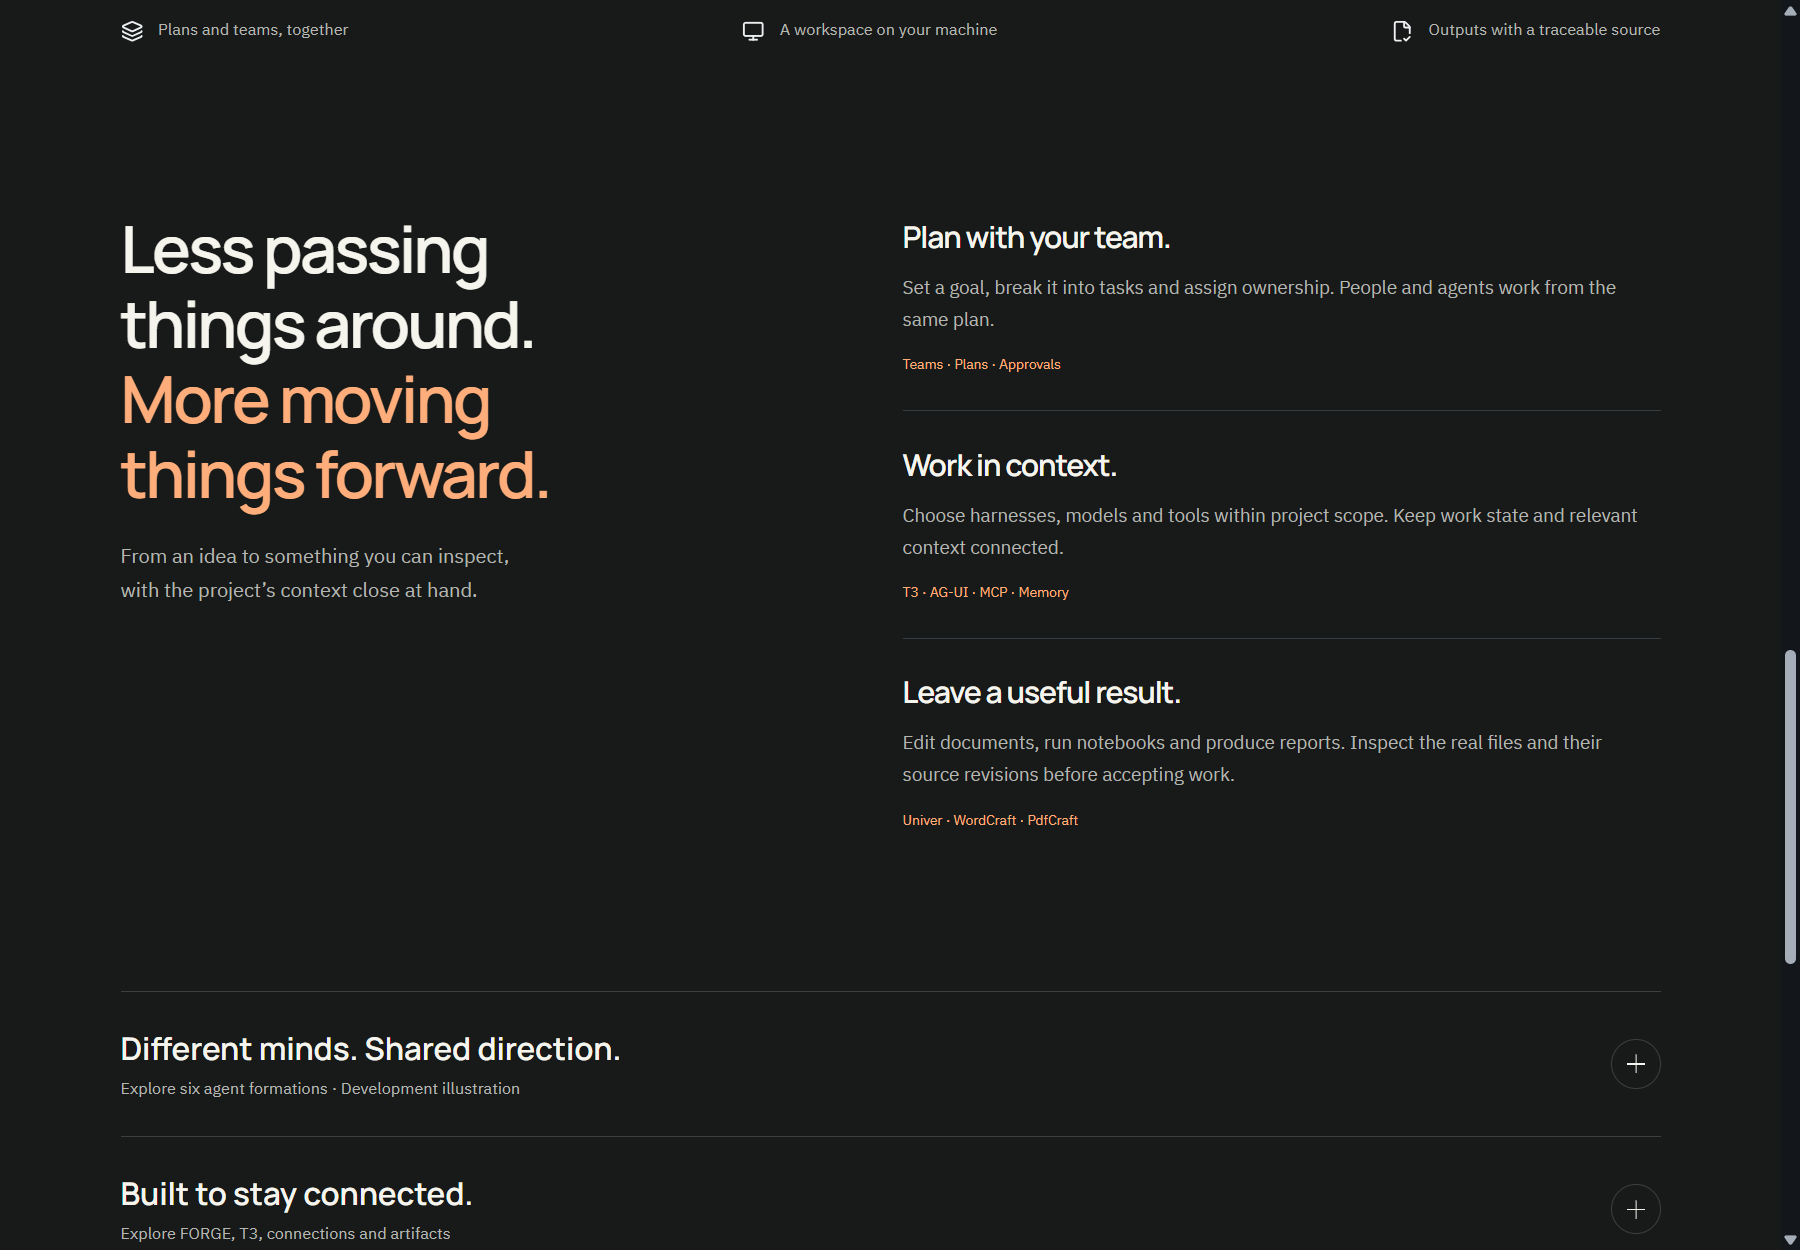 Plans and teams, together
A workspace on your machine
Outputs with a traceable source
Less passing
things around.
More moving
things forward.
From an idea to something you can inspect,
with the project’s context close at hand.
Plan with your team.
Set a goal, break it into tasks and assign ownership. People and agents work from the
same plan.
Teams · Plans · Approvals
Work in context.
Choose harnesses, models and tools within project scope. Keep work state and relevant
context connected.
T3 · AG-UI · MCP · Memory
Leave a useful result.
Edit documents, run notebooks and produce reports. Inspect the real files and their
source revisions before accepting work.
Univer · WordCraft · PdfCraft
Different minds. Shared direction.
Explore six agent formations · Development illustration
Built to stay connected.
Explore FORGE, T3, connections and artifacts